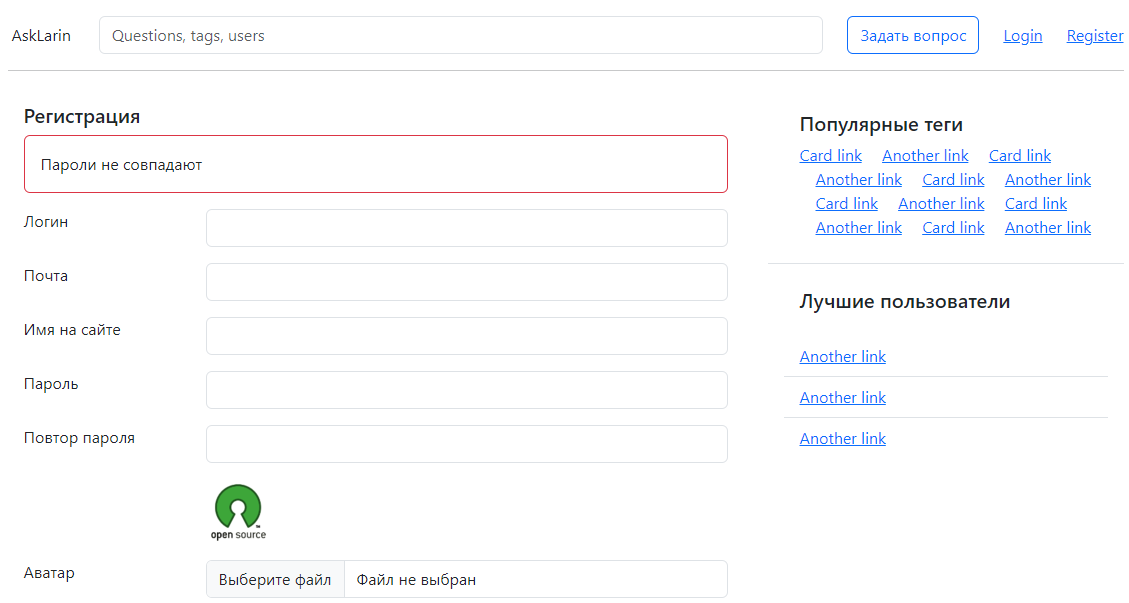 AskLarin Questions, tags, users Задать вопрос Login Register
Регистрация
Пароли не совпадают
Логин
Почта
Имя на сайте
Пароль
Повтор пароля
open source™
Аватар Выберите файл Файл не выбран
Популярные теги
Card link Another link Card link
Another link Card link Another link
Card link Another link Card link
Another link Card link Another link
Лучшие пользователи
Another link
Another link
Another link